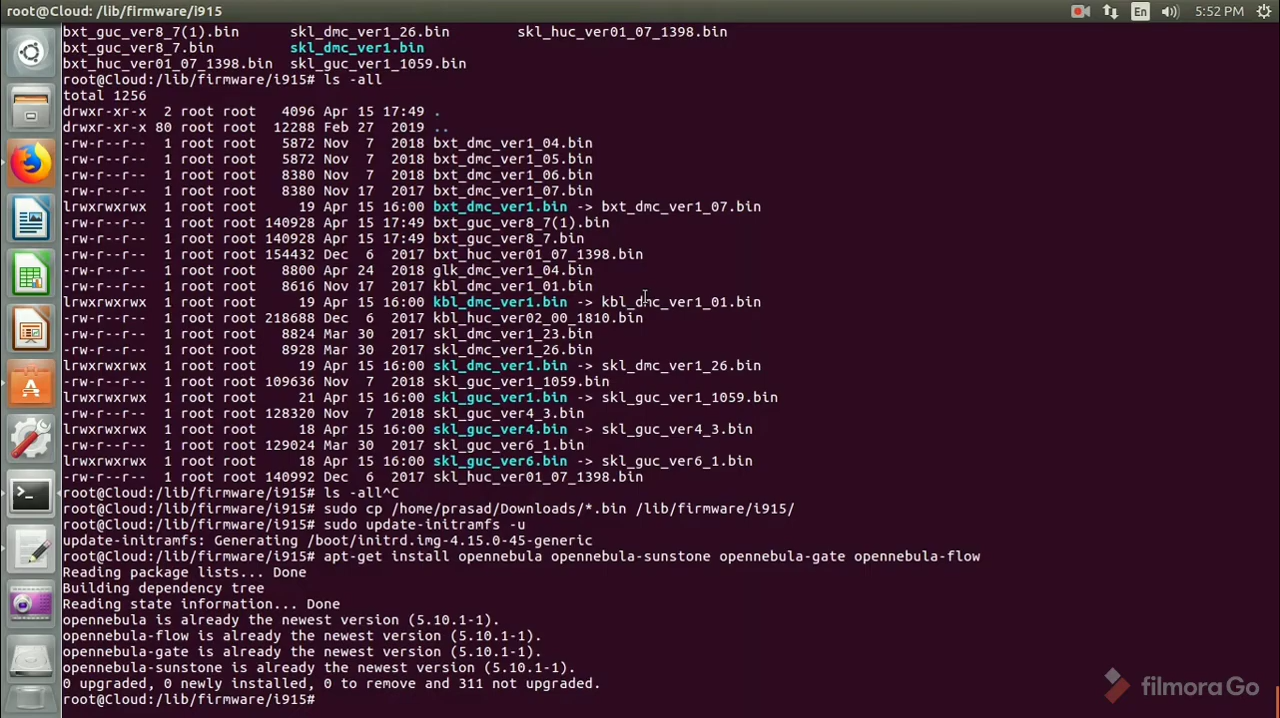 root@Cloud: /lib/firmware/i915
En
5:52 PM
bxt_guc_ver8_7(1).bin skl_dmc_ver1_26.bin skl_huc_ver01_07_1398.bin
bxt_guc_ver8_7.bin skl_dmc_ver1.bin
bxt_huc_ver01_07_1398.bin skl_guc_ver1_1059.bin
root@Cloud:/lib/firmware/i915# ls -all
total 1256
drwxr-xr-x 2 root root 4096 Apr 15 17:49 .
drwxr-xr-x 80 root root 12288 Feb 27 2019 ..
-rw-r--r-- 1 root root 5872 Nov 7 2018 bxt_dmc_ver1_04.bin
-rw-r--r-- 1 root root 5872 Nov 7 2018 bxt_dmc_ver1_05.bin
-rw-r--r-- 1 root root 8380 Nov 7 2018 bxt_dmc_ver1_06.bin
-rw-r--r-- 1 root root 8380 Nov 17 2017 bxt_dmc_ver1_07.bin
lrwxrwxrwx 1 root root 19 Apr 15 16:00 bxt_dmc_ver1.bin -> bxt_dmc_ver1_07.bin
-rw-r--r-- 1 root root 140928 Apr 15 17:49 bxt_guc_ver8_7(1).bin
-rw-r--r-- 1 root root 140928 Apr 15 17:49 bxt_guc_ver8_7.bin
-rw-r--r-- 1 root root 154432 Dec 6 2017 bxt_huc_ver01_07_1398.bin
-rw-r--r-- 1 root root 8800 Apr 24 2018 glk_dmc_ver1_04.bin
-rw-r--r-- 1 root root 8616 Nov 17 2017 kbl_dmc_ver1_01.bin
lrwxrwxrwx 1 root root 19 Apr 15 16:00 kbl_dmc_ver1.bin -> kbl_dmc_ver1_01.bin
-rw-r--r-- 1 root root 218688 Dec 6 2017 kbl_huc_ver02_00_1810.bin
-rw-r--r-- 1 root root 8824 Mar 30 2017 skl_dmc_ver1_23.bin
-rw-r--r-- 1 root root 8928 Mar 30 2017 skl_dmc_ver1_26.bin
lrwxrwxrwx 1 root root 19 Apr 15 16:00 skl_dmc_ver1.bin -> skl_dmc_ver1_26.bin
-rw-r--r-- 1 root root 109636 Nov 7 2018 skl_guc_ver1_1059.bin
lrwxrwxrwx 1 root root 21 Apr 15 16:00 skl_guc_ver1.bin -> skl_guc_ver1_1059.bin
-rw-r--r-- 1 root root 128320 Nov 7 2018 skl_guc_ver4_3.bin
lrwxrwxrwx 1 root root 18 Apr 15 16:00 skl_guc_ver4.bin -> skl_guc_ver4_3.bin
-rw-r--r-- 1 root root 129024 Mar 30 2017 skl_guc_ver6_1.bin
lrwxrwxrwx 1 root root 18 Apr 15 16:00 skl_guc_ver6.bin -> skl_guc_ver6_1.bin
-rw-r--r-- 1 root root 140992 Dec 6 2017 skl_huc_ver01_07_1398.bin
root@Cloud:/lib/firmware/i915# ls -all^C
root@Cloud:/lib/firmware/i915# sudo cp /home/prasad/Downloads/*.bin /lib/firmware/i915/
root@Cloud:/lib/firmware/i915# sudo update-initramfs -u
update-initramfs: Generating /boot/initrd.img-4.15.0-45-generic
root@Cloud:/lib/firmware/i915# apt-get install opennebula opennebula-sunstone opennebula-gate opennebula-flow
Reading package lists... Done
Building dependency tree
Reading state information... Done
opennebula is already the newest version (5.10.1-1).
opennebula-flow is already the newest version (5.10.1-1).
opennebula-gate is already the newest version (5.10.1-1).
opennebula-sunstone is already the newest version (5.10.1-1).
0 upgraded, 0 newly installed, 0 to remove and 311 not upgraded.
root@Cloud:/lib/firmware/i915#
filmoraGo